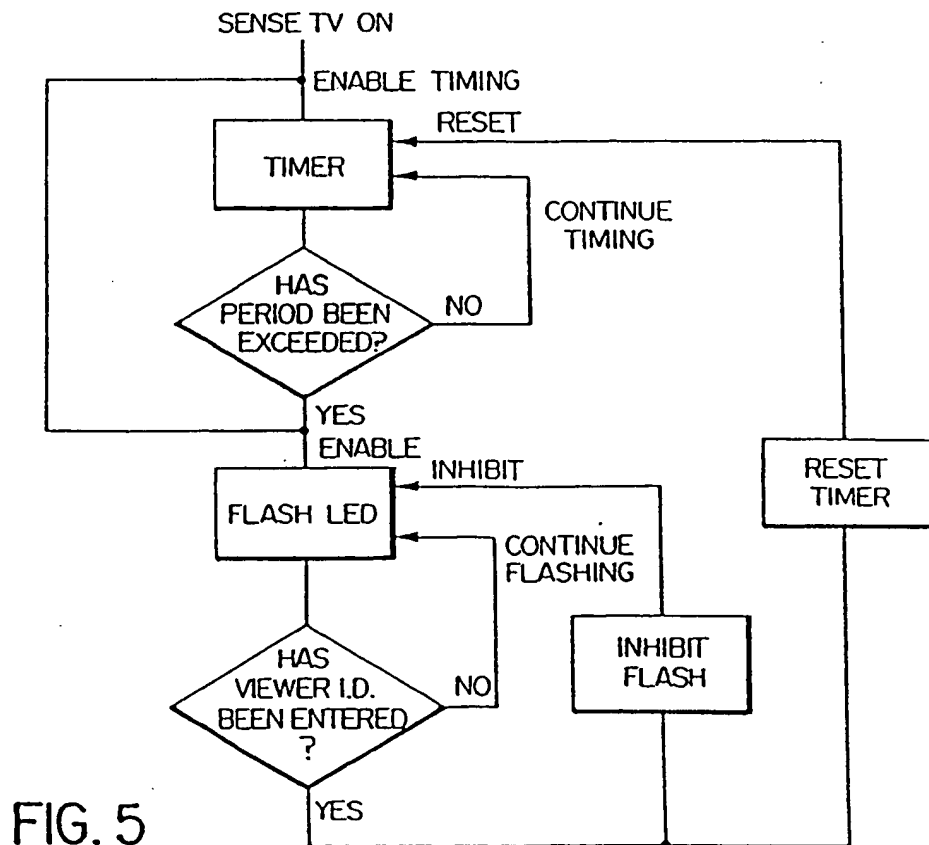 SENSE TV ON
ENABLE TIMING
RESET
TIMER
CONTINUE
TIMING
HAS
PERIOD BEEN
EXCEEDED?
NO
YES
ENABLE
INHIBIT
RESET
TIMER
FLASH LED
CONTINUE
FLASHING
INHIBIT
FLASH
HAS
VIEWER I.D.
BEEN ENTERED
?
NO
YES
FIG. 5